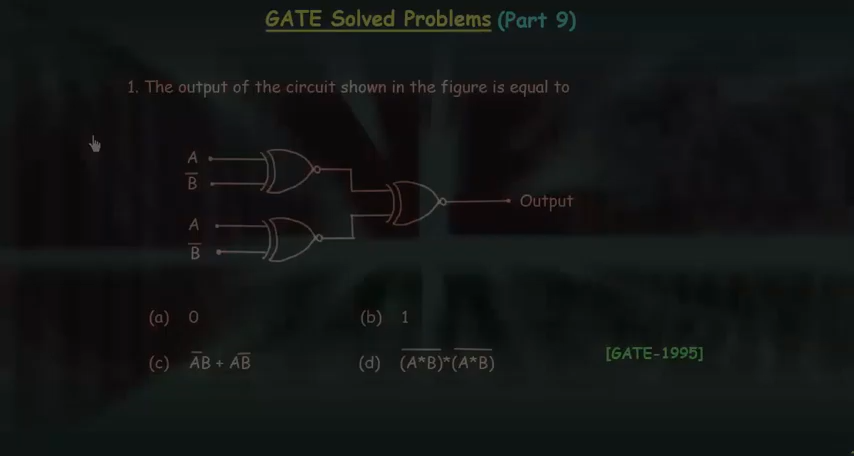 GATE Solved Problems (Part 9)
1. The output of the circuit shown in the figure is equal to
A
B̅
Output
A
B̅
(a) 0 (b) 1
(c) A̅B + AB̅ (d) (A*B)̅*(A*B)̅ [GATE-1995]